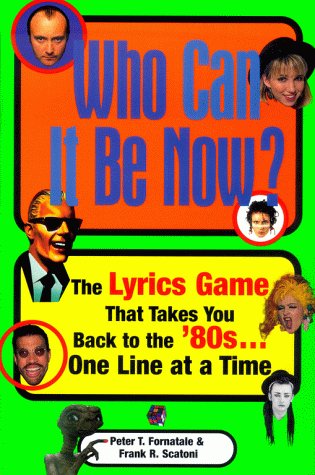 Who Can
It Be Now?
The Lyrics Game
That Takes You
Back to the '80s...
One Line at a Time
Peter T. Fornatale &
Frank R. Scatoni